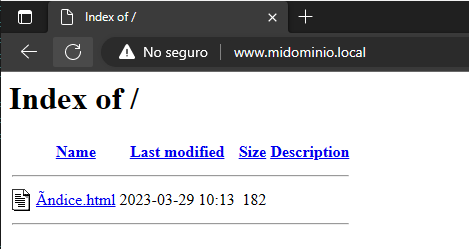 Index of /
No seguro www.midominio.local
Index of /
Name Last modified Size Description
Ãndice.html 2023-03-29 10:13 182